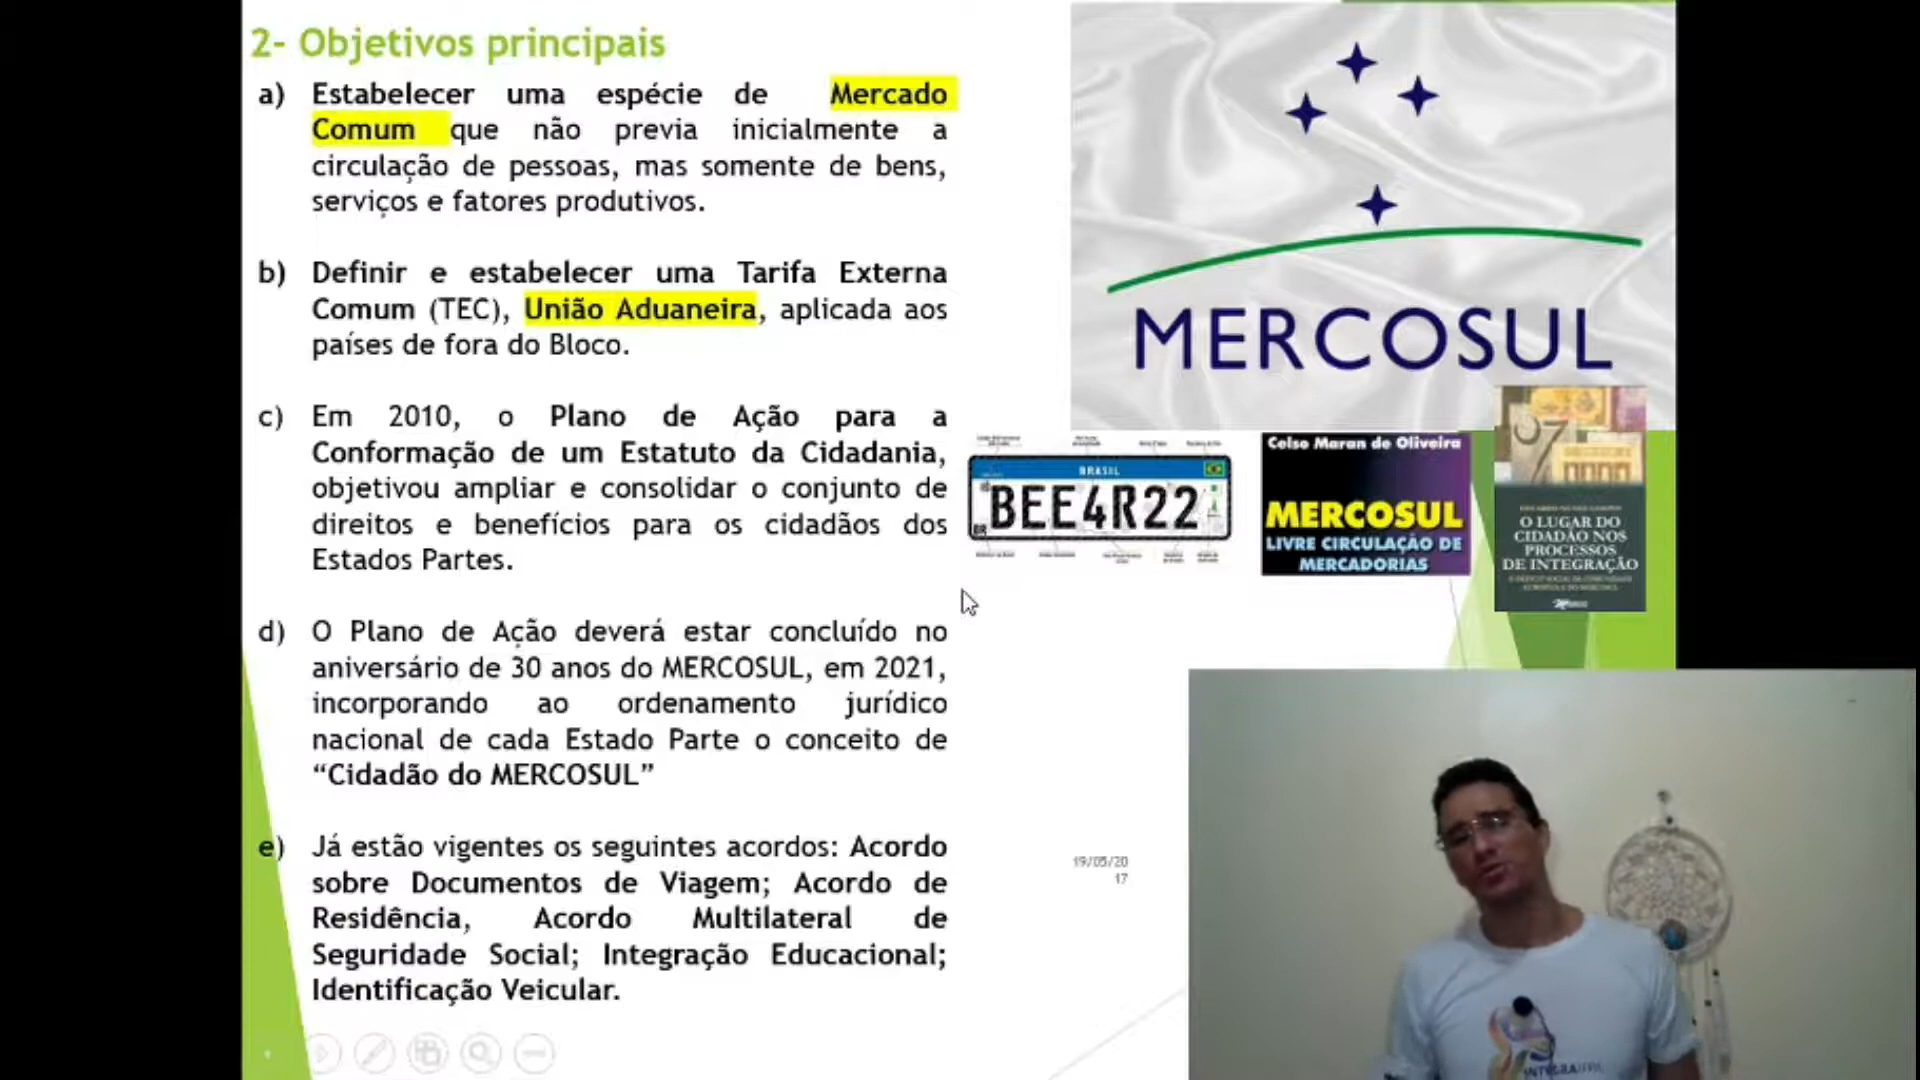 2- Objetivos principais
a) Estabelecer uma espécie de Mercado
Comum que não previa inicialmente a
circulação de pessoas, mas somente de bens,
serviços e fatores produtivos.
b) Definir e estabelecer uma Tarifa Externa
Comum (TEC), União Aduaneira, aplicada aos
países de fora do Bloco.
c) Em 2010, o Plano de Ação para a
Conformação de um Estatuto da Cidadania,
objetivou ampliar e consolidar o conjunto de
direitos e benefícios para os cidadãos dos
Estados Partes.
d) O Plano de Ação deverá estar concluído no
aniversário de 30 anos do MERCOSUL, em 2021,
incorporando ao ordenamento jurídico
nacional de cada Estado Parte o conceito de
“Cidadão do MERCOSUL”
e) Já estão vigentes os seguintes acordos: Acordo
sobre Documentos de Viagem; Acordo de
Residência, Acordo Multilateral de
Seguridade Social; Integração Educacional;
Identificação Veicular.
MERCOSUL
BRASIL
BEE4R22
BR
Celso Maran de Oliveira
MERCOSUL
LIVRE CIRCULAÇÃO DE
MERCADORIAS
O LUGAR DO
CIDADÃO NOS
PROCESSOS
DE INTEGRAÇÃO
19/05/20
17